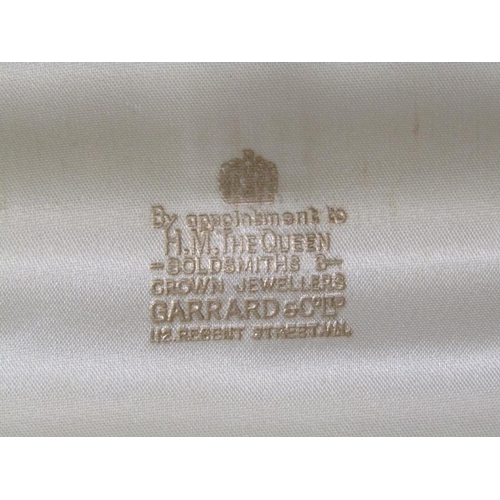 By appointment to
H.M. THE QUEEN
GOLDSMITHS &
CROWN JEWELLERS
GARRARD & Co LTD
112, REGENT STREET, W.1.